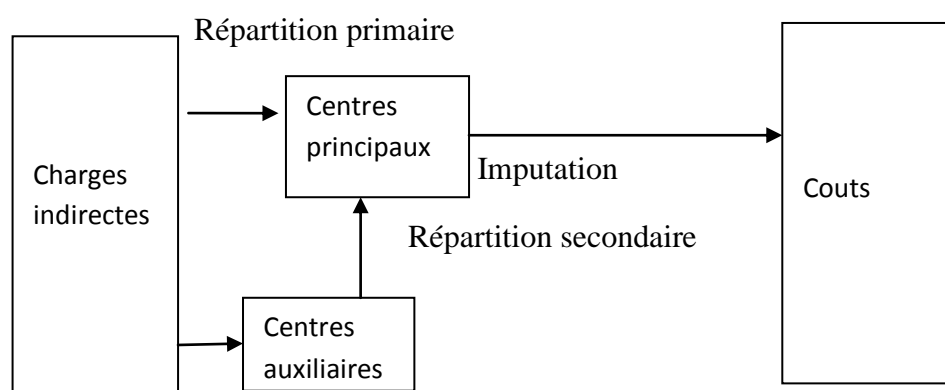 Répartition primaire
Centres
principaux
Charges
indirectes
Imputation
Couts
Répartition secondaire
Centres
auxiliaires